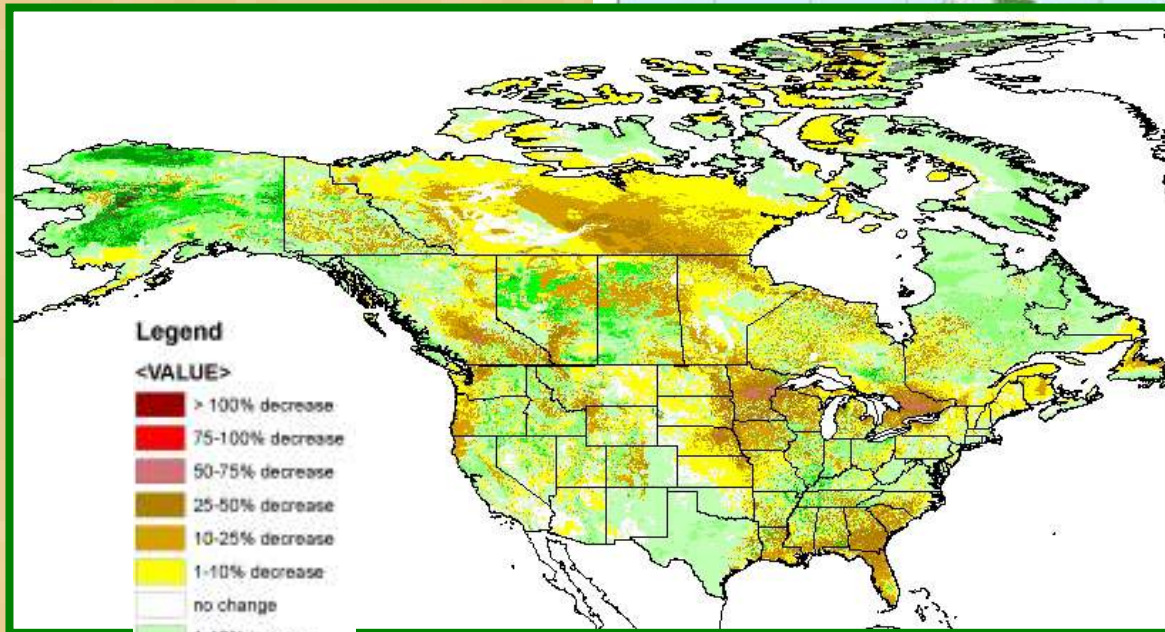 Legend
<VALUE>
> 100% decrease
75-100% decrease
50-75% decrease
25-50% decrease
10-25% decrease
1-10% decrease
no change